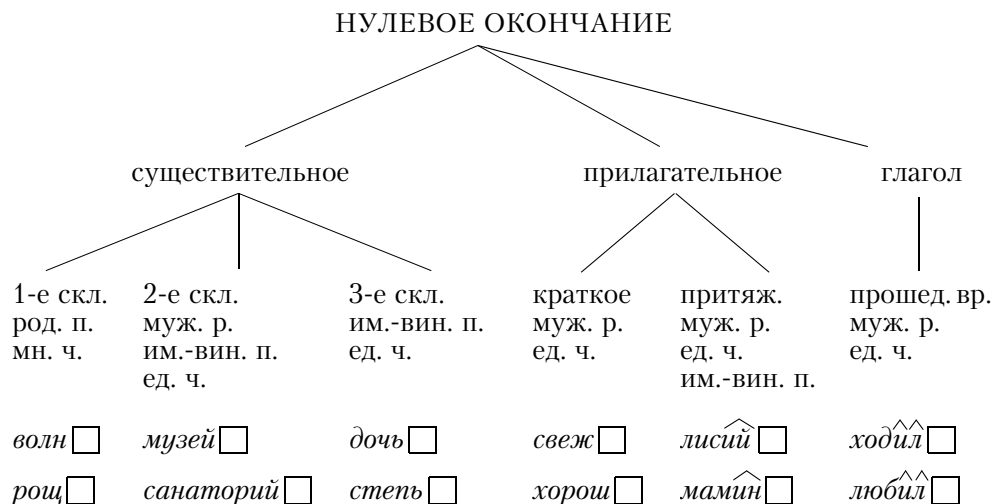 НУЛЕВОЕ ОКОНЧАНИЕ
существительное прилагательное глагол
1-е скл. 2-е скл. 3-е скл. краткое притяж. прошед. вр.
род. п. муж. р. им.-вин. п. муж. р. муж. р. муж. р.
мн. ч. им.-вин. п. ед. ч. ед. ч. ед. ч. ед. ч.
ед. ч. им.-вин. п.
волн музей дочь свеж лисий ходил
рощ санаторий степь хорош мамин любил